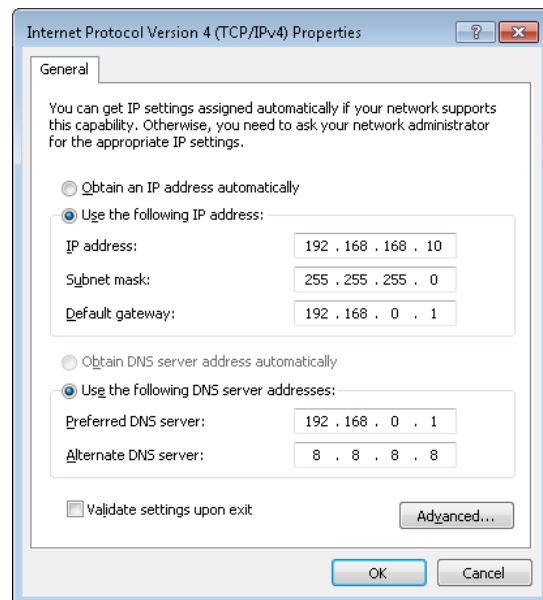 Internet Protocol Version 4 (TCP/IPv4) Properties
General
You can get IP settings assigned automatically if your network supports
this capability. Otherwise, you need to ask your network administrator
for the appropriate IP settings.
Obtain an IP address automatically
Use the following IP address:
IP address: 192 . 168 . 168 . 10
Subnet mask: 255 . 255 . 255 . 0
Default gateway: 192 . 168 . 0 . 1
Obtain DNS server address automatically
Use the following DNS server addresses:
Preferred DNS server: 192 . 168 . 0 . 1
Alternate DNS server: 8 . 8 . 8 . 8
Validate settings upon exit
Advanced...
OK Cancel